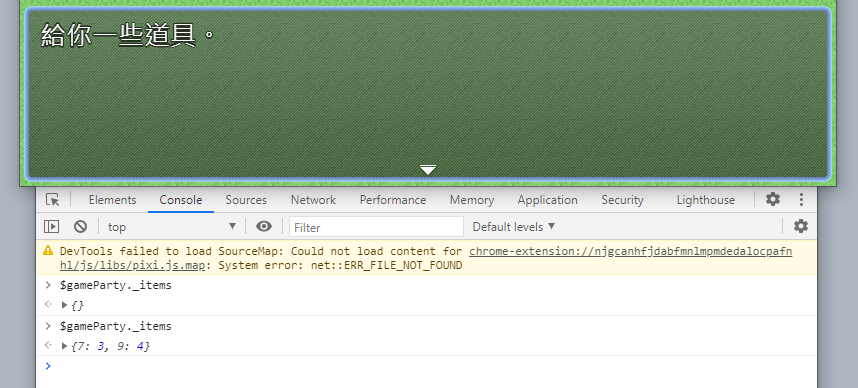 給你一些道具。
Elements Console Sources Network Performance Memory Application Security Lighthouse
top Filter Default levels
DevTools failed to load SourceMap: Could not load content for chrome-extension://njgcanhfjdabfmnlmpmdedalocpafn
hl/js/libs/pixi.js.map: System error: net::ERR_FILE_NOT_FOUND
$gameParty._items
{}
$gameParty._items
{7: 3, 9: 4}